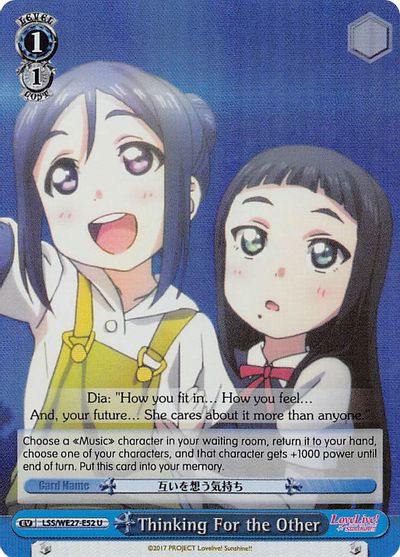 LEVEL
1
1
COST
Dia: "How you fit in... How you feel...
And, your future... She cares about it more than anyone."
Choose a «Music» character in your waiting room, return it to your hand,
choose one of your characters, and that character gets +1000 power until
end of turn. Put this card into your memory.
Card Name 互いを想う気持ち
EV LSS/WE27-E52 U Thinking For the Other
LoveLive!
Sunshine!!
©2017 PROJECT Lovelive! Sunshine!!